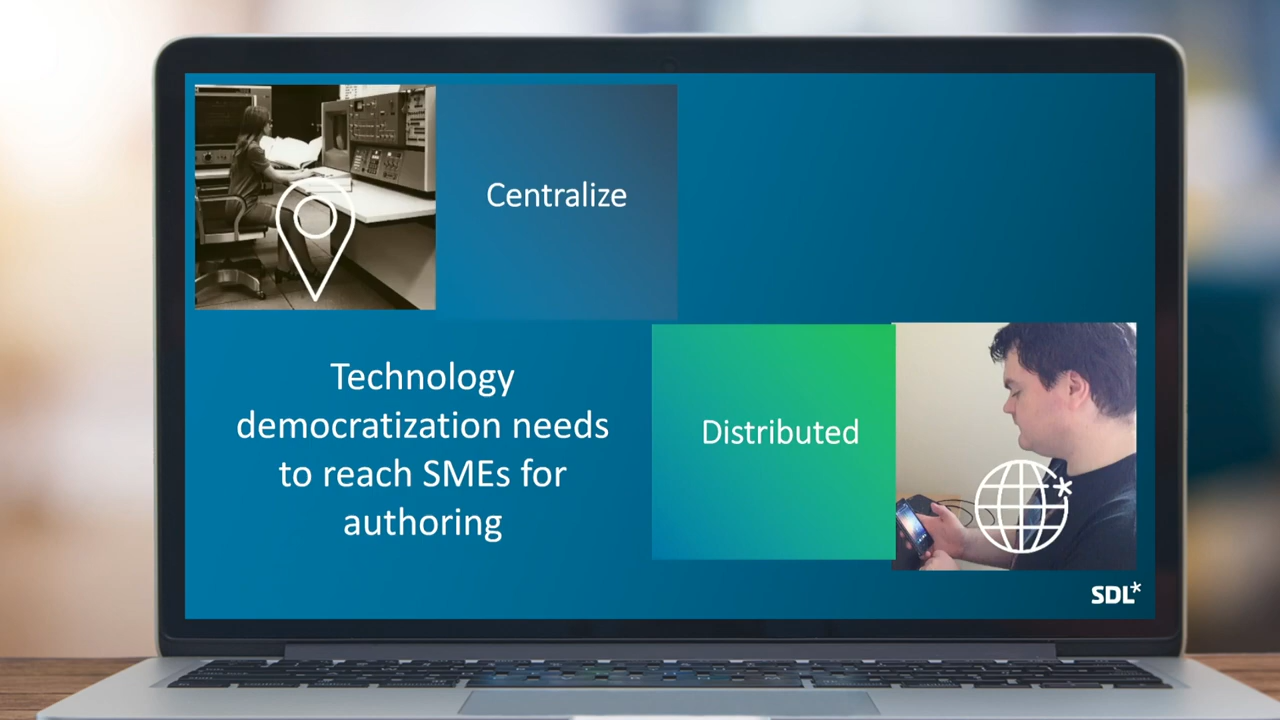 Centralize
Technology
democratization needs
to reach SMEs for
authoring
Distributed
SDL*